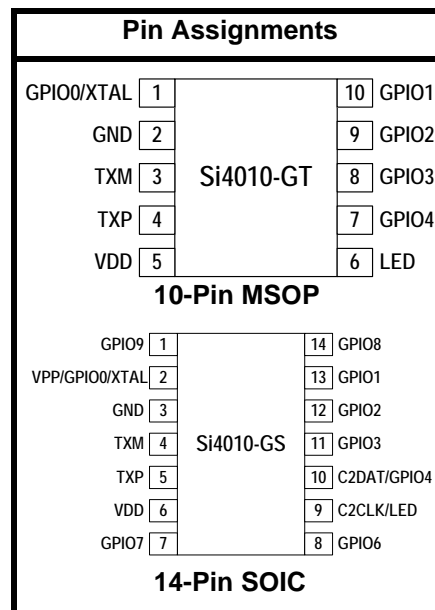 Pin Assignments
GPIO0/XTAL 1 10 GPIO1
GND 2 9 GPIO2
TXM 3 Si4010-GT 8 GPIO3
TXP 4 7 GPIO4
VDD 5 6 LED
10-Pin MSOP
GPIO9 1 14 GPIO8
VPP/GPIO0/XTAL 2 13 GPIO1
GND 3 12 GPIO2
TXM 4 Si4010-GS 11 GPIO3
TXP 5 10 C2DAT/GPIO4
VDD 6 9 C2CLK/LED
GPIO7 7 8 GPIO6
14-Pin SOIC